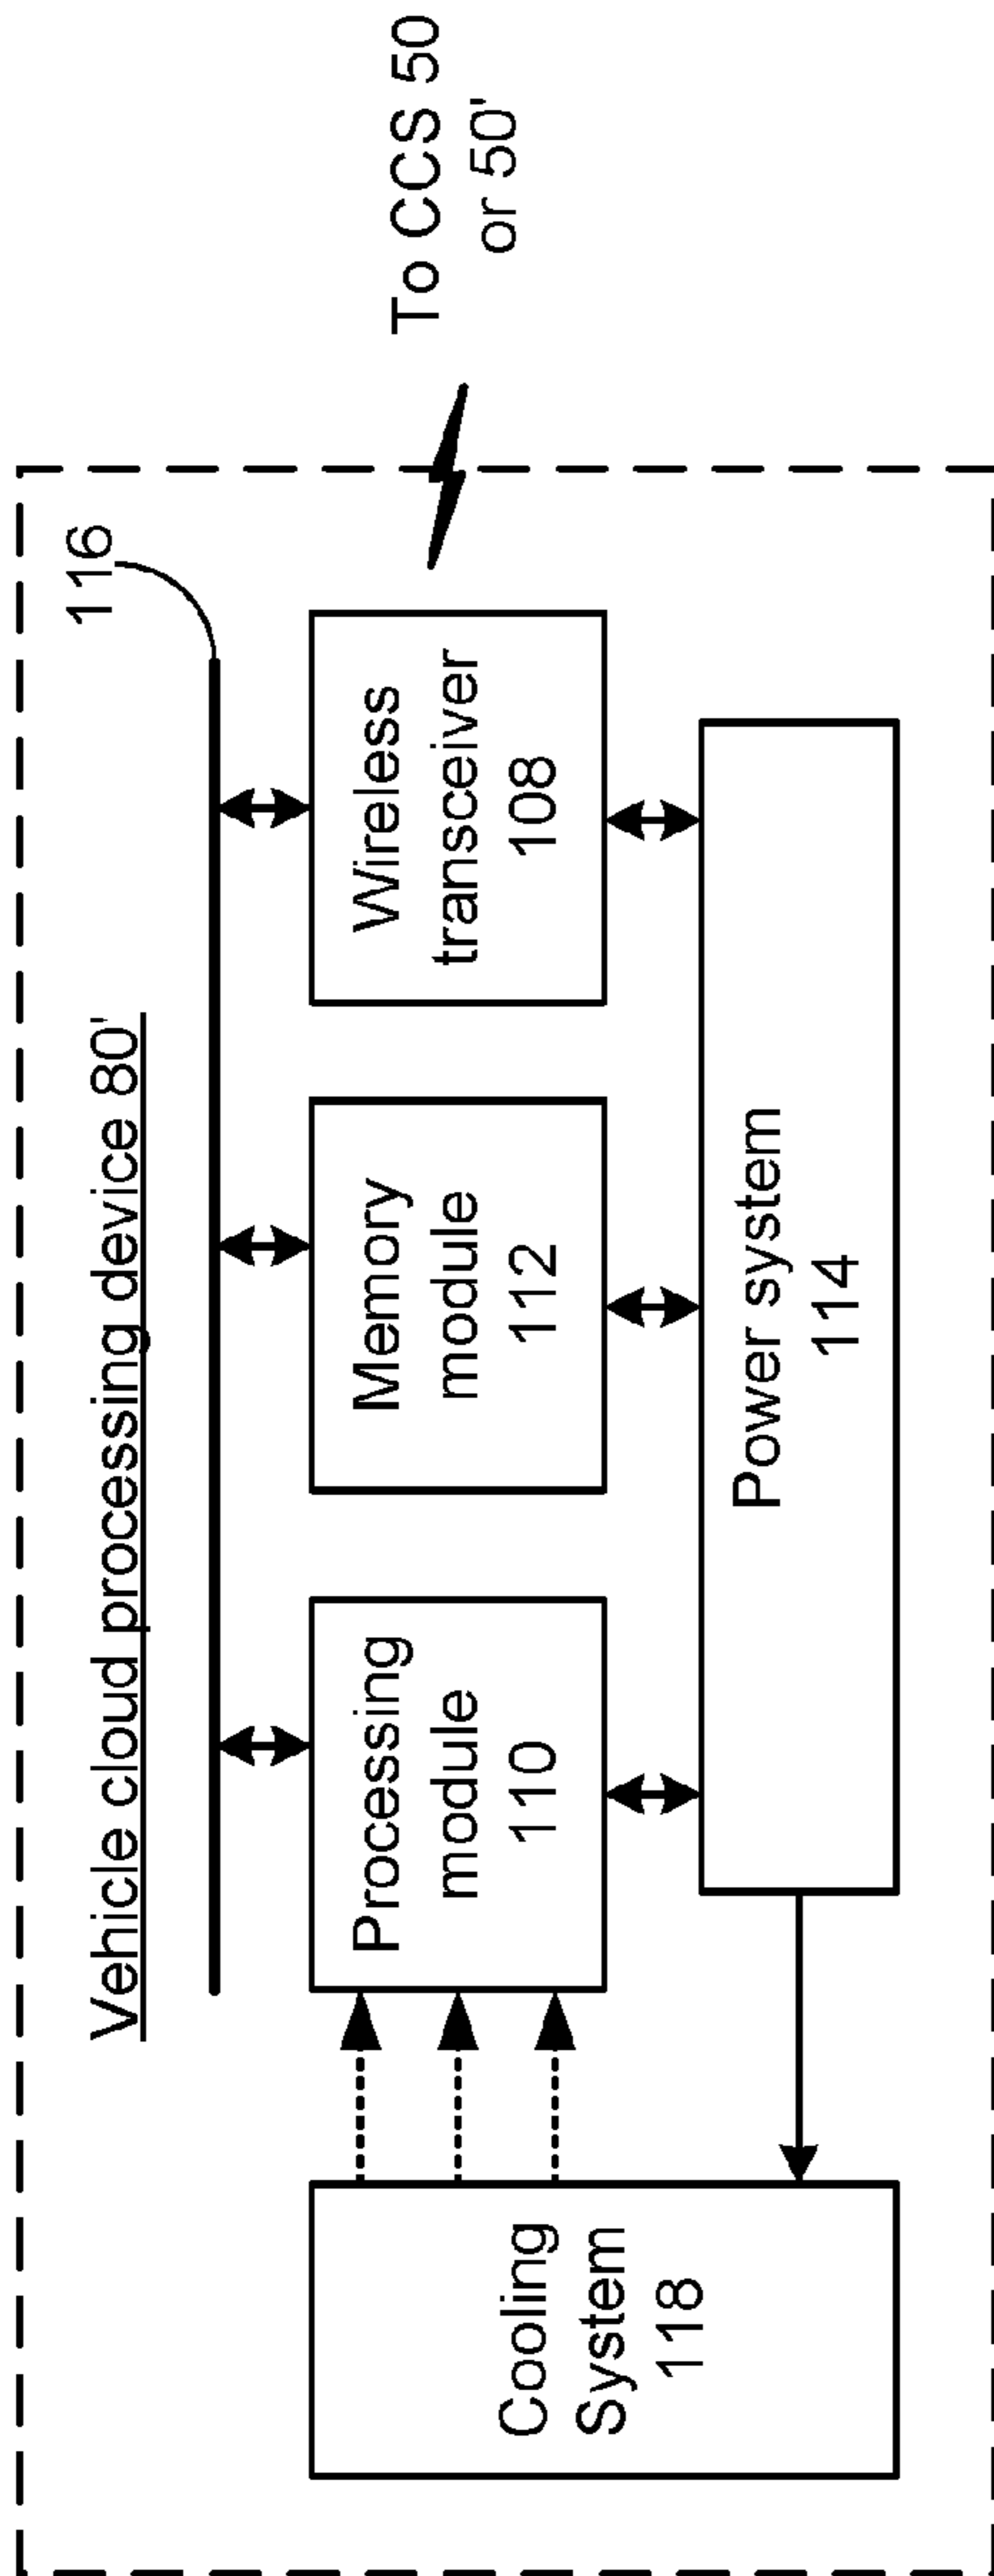 Vehicle cloud processing device 80'
116
Processing
module
110
Memory
module
112
Wireless
transceiver
108
To CCS 50
or 50'
Cooling
System
118
Power system
114